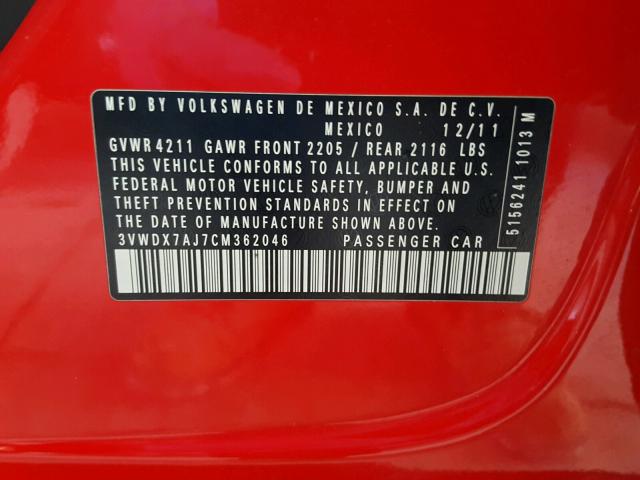 MFD BY VOLKSWAGEN DE MEXICO S.A. DE C.V.
MEXICO 12/11
GVWR 4211 GAWR FRONT 2205 / REAR 2116 LBS
THIS VEHICLE CONFORMS TO ALL APPLICABLE U.S.
FEDERAL MOTOR VEHICLE SAFETY, BUMPER AND
THEFT PREVENTION STANDARDS IN EFFECT ON
THE DATE OF MANUFACTURE SHOWN ABOVE.
3VWDX7AJ7CM362046 PASSENGER CAR
5156241 1013 M